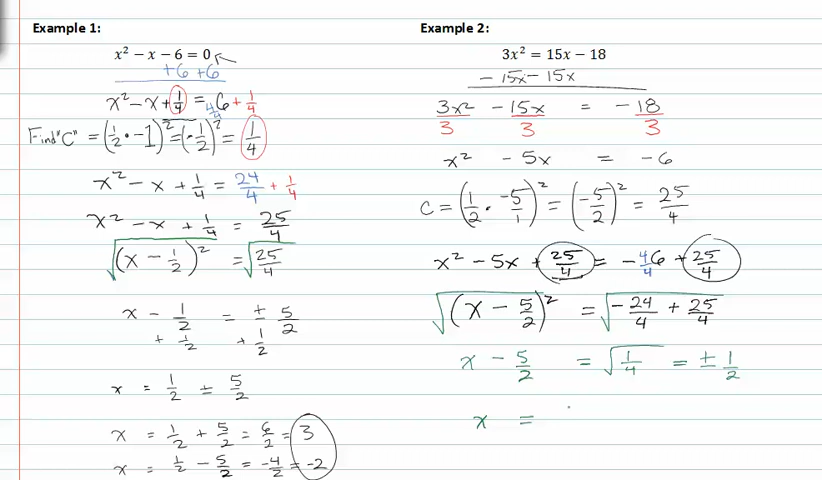 Example 1:
x² − x − 6 = 0
+6 +6
x² − x + 1/4 = 4/4 6 + 1/4
Find "C" = (1/2 · −1)² = (−1/2)² = 1/4
x² − x + 1/4 = 24/4 + 1/4
x² − x + 1/4 = 25/4
√(x − 1/2)² = √25/4
x − 1/2 = ± 5/2
+ 1/2 + 1/2
x = 1/2 ± 5/2
x = 1/2 + 5/2 = 6/2 = 3
x = 1/2 − 5/2 = −4/2 = −2
Example 2:
3x² = 15x − 18
− 15x − 15x
3x²/3 − 15x/3 = −18/3
x² − 5x = −6
C = (1/2 · −5/1)² = (−5/2)² = 25/4
x² − 5x + 25/4 = −4/4 6 + 25/4
√(x − 5/2)² = √−24/4 + 25/4
x − 5/2 = √1/4 = ± 1/2
x =